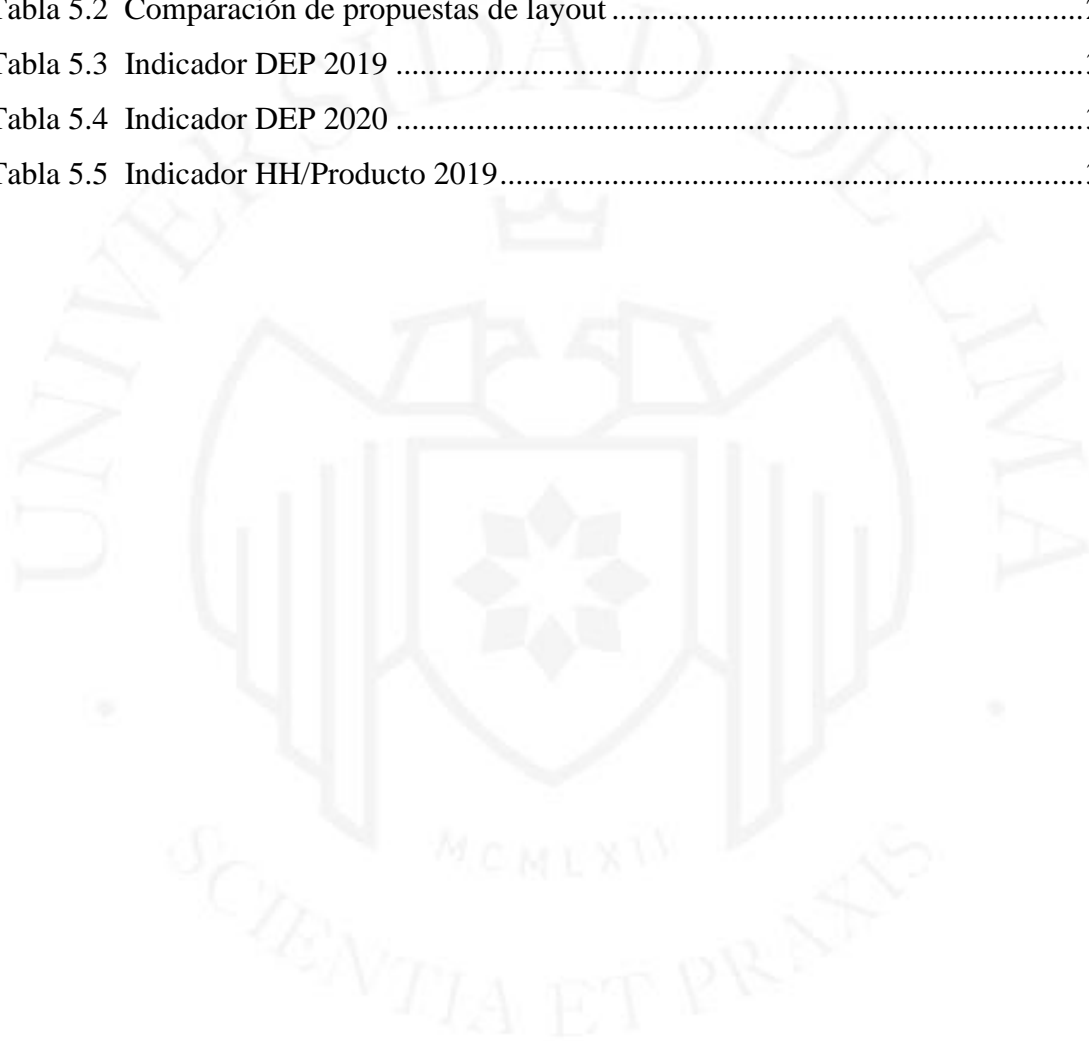 Tabla 5.2 Comparación de propuestas de layout ..........................................................................
Tabla 5.3 Indicador DEP 2019 ..........................................................................
Tabla 5.4 Indicador DEP 2020 ..........................................................................
Tabla 5.5 Indicador HH/Producto 2019..........................................................................
UNIVERSIDAD DE LIMA
MCMLXII
SCIENTIA ET PRAXIS